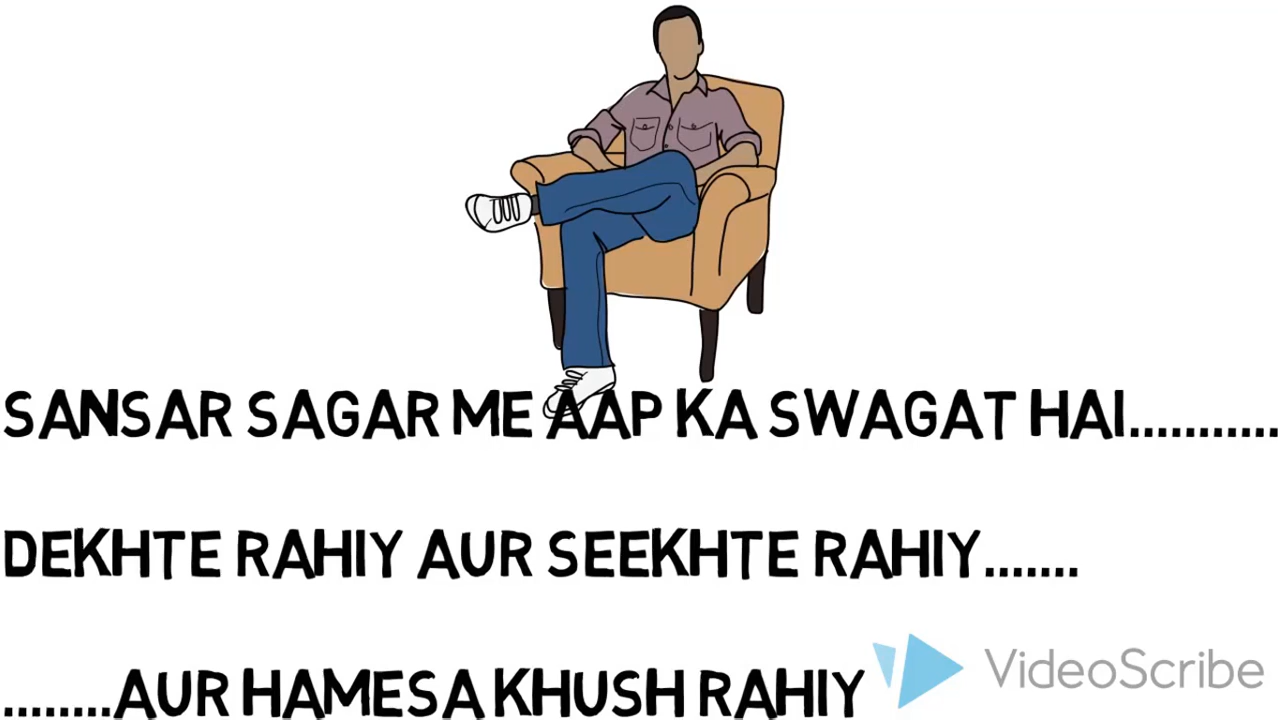 SANSAR SAGAR ME AAP KA SWAGAT HAI...........
DEKHTE RAHIY AUR SEEKHTE RAHIY.......
........AUR HAMESA KHUSH RAHIY
VideoScribe